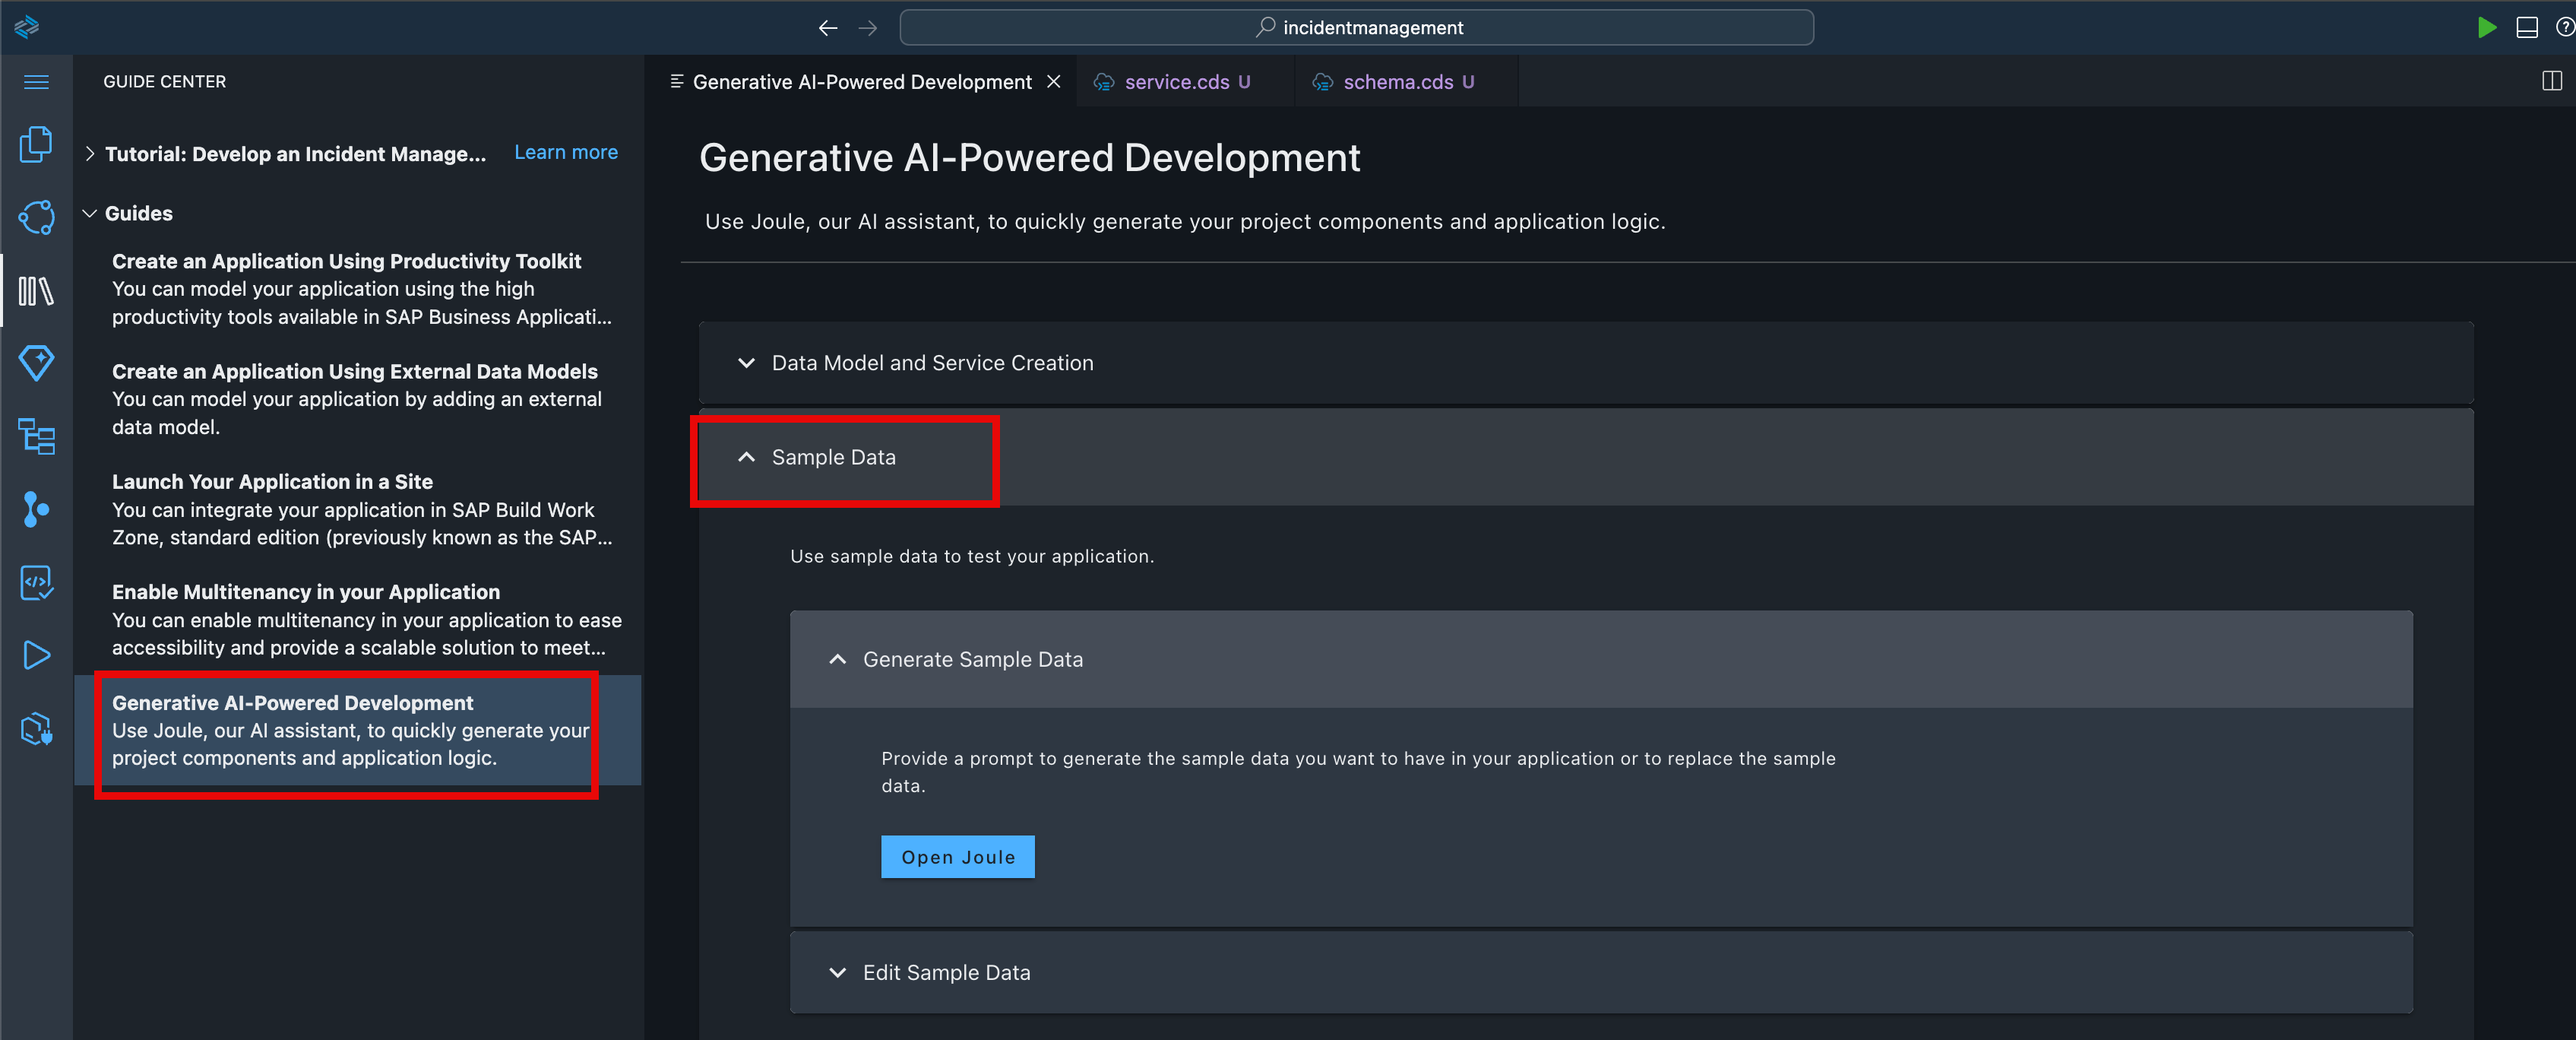 incidentmanagement
GUIDE CENTER
Tutorial: Develop an Incident Manage... Learn more
Guides
Create an Application Using Productivity Toolkit
You can model your application using the high
productivity tools available in SAP Business Applicati...
Create an Application Using External Data Models
You can model your application by adding an external
data model.
Launch Your Application in a Site
You can integrate your application in SAP Build Work
Zone, standard edition (previously known as the SAP...
Enable Multitenancy in your Application
You can enable multitenancy in your application to ease
accessibility and provide a scalable solution to meet...
Generative AI-Powered Development
Use Joule, our AI assistant, to quickly generate your
project components and application logic.
Generative AI-Powered Development
service.cds U
schema.cds U
Generative AI-Powered Development
Use Joule, our AI assistant, to quickly generate your project components and application logic.
Data Model and Service Creation
Sample Data
Use sample data to test your application.
Generate Sample Data
Provide a prompt to generate the sample data you want to have in your application or to replace the sample
data.
Open Joule
Edit Sample Data